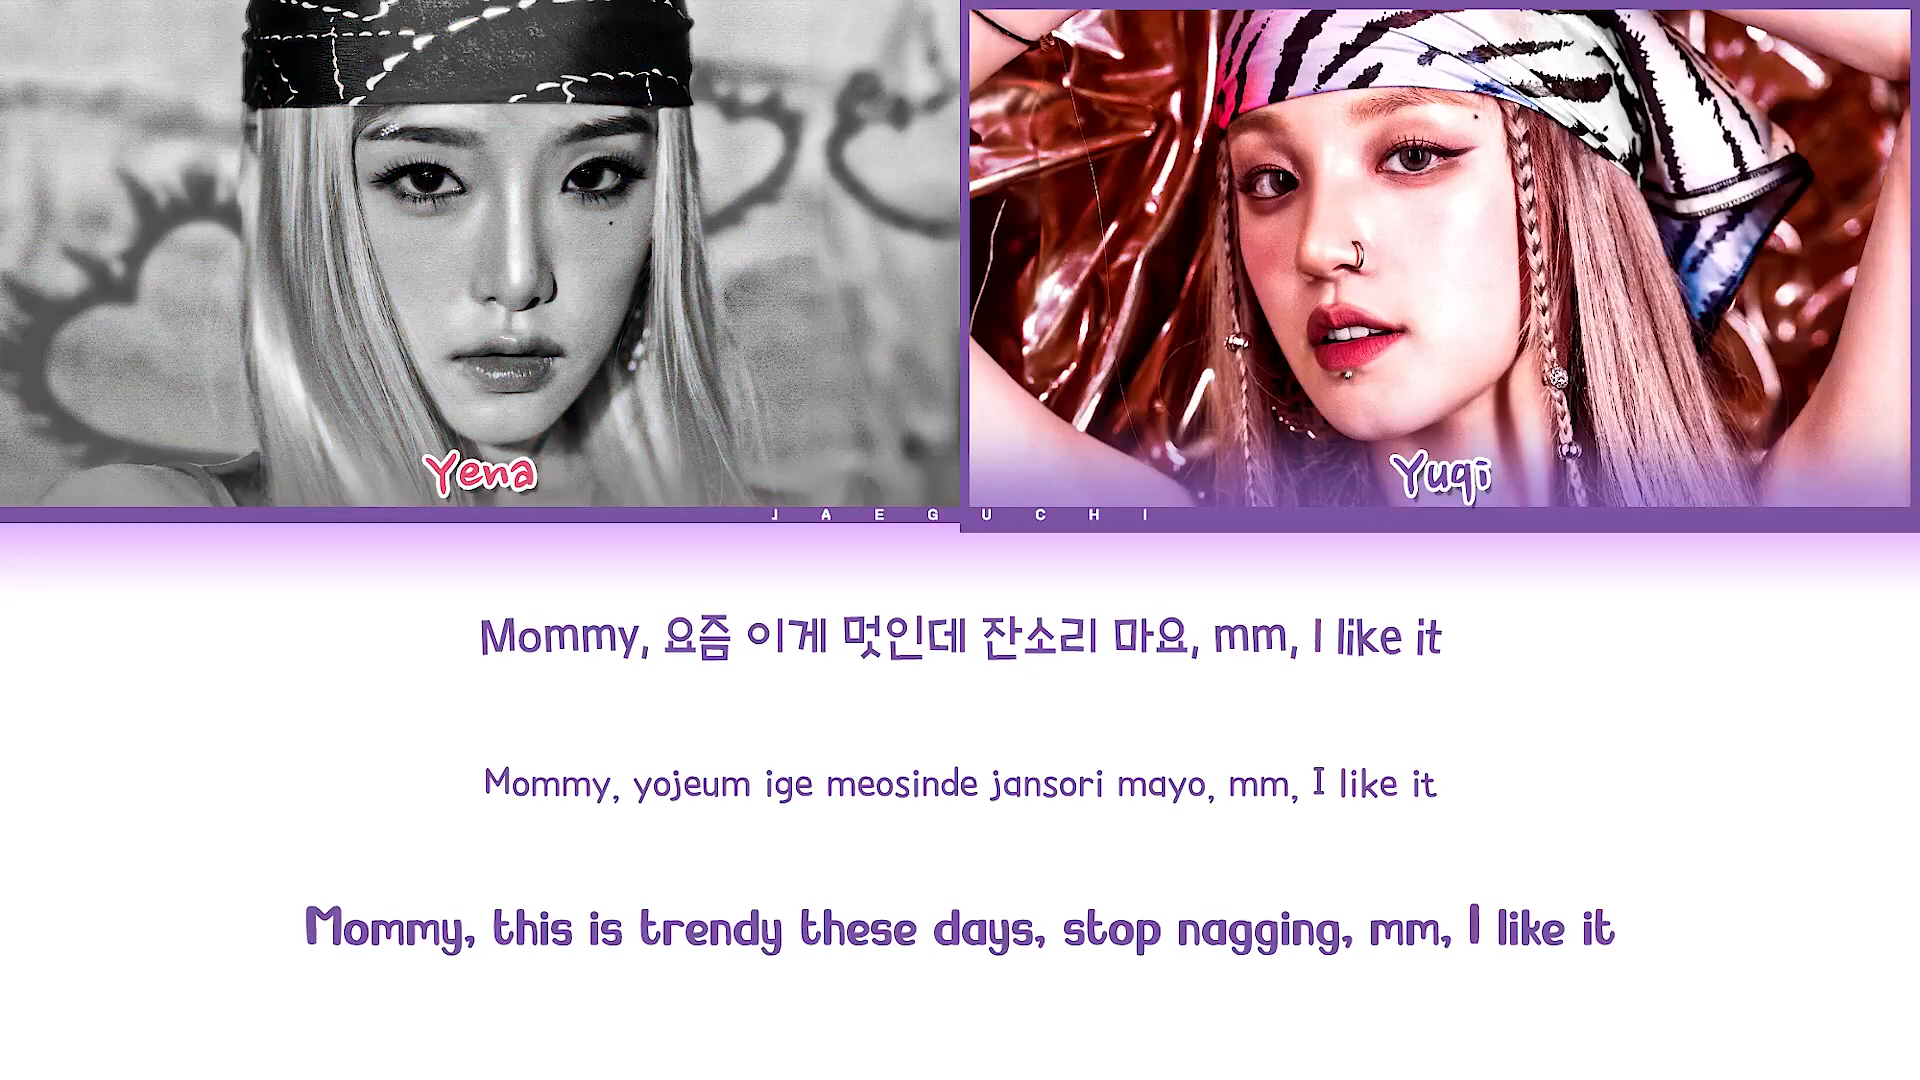 Yena
Yuqi
JAEGUCHI
Mommy, 요즘 이게 멋인데 잔소리 마요, mm, I like it
Mommy, yojeum ige meosinde jansori mayo, mm, I like it
Mommy, this is trendy these days, stop nagging, mm, I like it